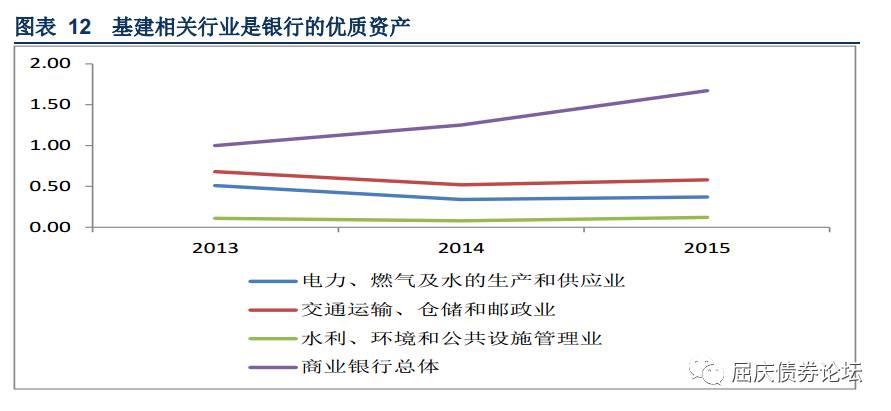 图表 12 基建相关行业是银行的优质资产
2.00
1.50
1.00
0.50
0.00
2013 2014 2015
电力、燃气及水的生产和供应业
交通运输、仓储和邮政业
水利、环境和公共设施管理业
商业银行总体
屈庆债券论坛